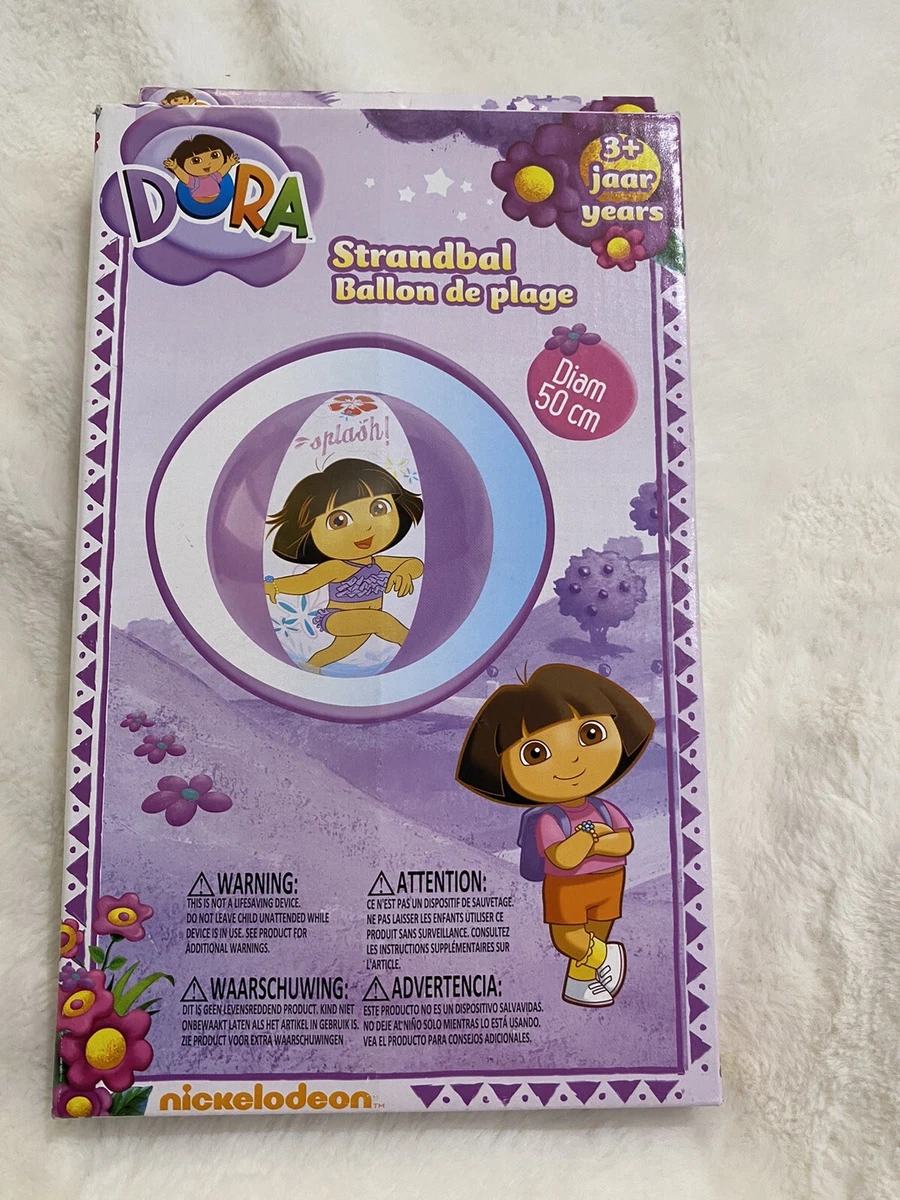 DORA
3+
jaar
years
Strandbal
Ballon de plage
Diam
50 cm
splash!
WARNING:
THIS IS NOT A LIFESAVING DEVICE.
DO NOT LEAVE CHILD UNATTENDED WHILE
DEVICE IS IN USE. SEE PRODUCT FOR
ADDITIONAL WARNINGS.
ATTENTION:
CE N'EST PAS UN DISPOSITIF DE SAUVETAGE.
NE PAS LAISSER LES ENFANTS UTILISER CE
PRODUIT SANS SURVEILLANCE. CONSULTEZ
LES INSTRUCTIONS SUPPLÉMENTAIRES SUR
L'ARTICLE.
WAARSCHUWING:
DIT IS GEEN LEVENSREDDEND PRODUCT. KIND NIET
ONBEWAAKT LATEN ALS HET ARTIKEL IN GEBRUIK IS.
ZIE PRODUCT VOOR EXTRA WAARSCHUWINGEN
ADVERTENCIA:
ESTE PRODUCTO NO ES UN DISPOSITIVO SALVAVIDAS.
NO DEJE AL NIÑO SOLO MIENTRAS LO ESTÁ USANDO.
VEA EL PRODUCTO PARA CONSEJOS ADICIONALES.
nickelodeon™